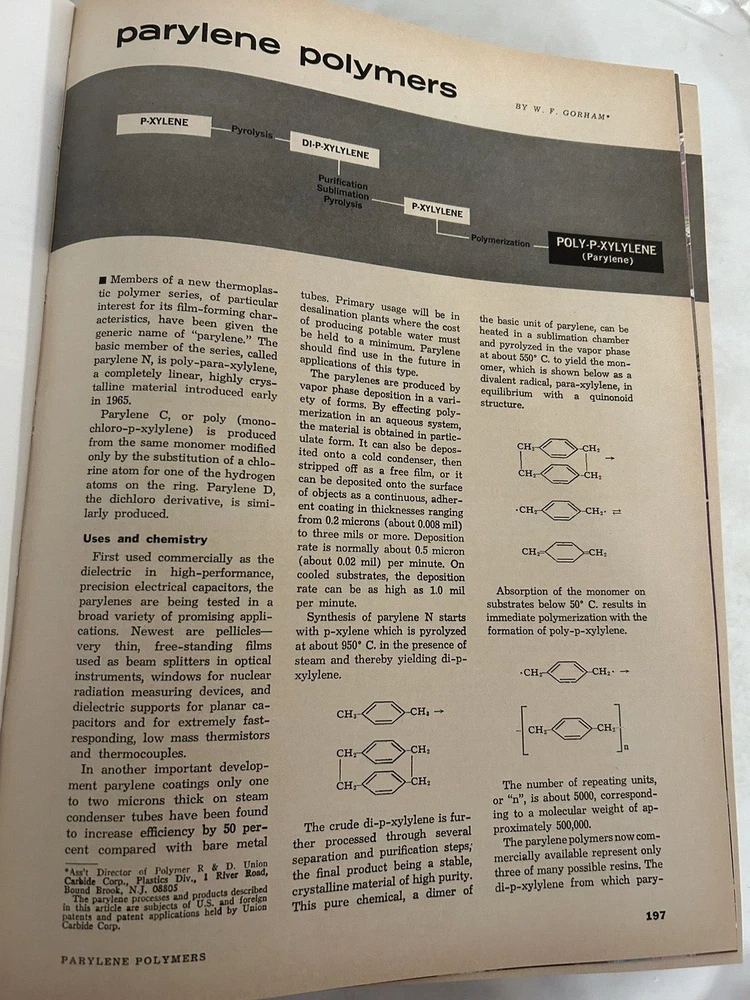 parylene polymers
BY W. F. GORHAM*
P-XYLENE
Pyrolysis
DI-P-XYLYLENE
Purification
Sublimation
Pyrolysis
P-XYLYLENE
Polymerization
POLY-P-XYLYLENE
(Parylene)
■ Members of a new thermoplas-
tic polymer series, of particular
interest for its film-forming char-
acteristics, have been given the
generic name of "parylene." The
basic member of the series, called
parylene N, is poly-para-xylylene,
a completely linear, highly crys-
talline material introduced early
in 1965.
Parylene C, or poly (mono-
chloro-p-xylylene) is produced
from the same monomer modified
only by the substitution of a chlo-
rine atom for one of the hydrogen
atoms on the ring. Parylene D,
the dichloro derivative, is simi-
larly produced.
Uses and chemistry
First used commercially as the
dielectric in high-performance,
precision electrical capacitors, the
parylenes are being tested in a
broad variety of promising appli-
cations. Newest are pellicles—
very thin, free-standing films
used as beam splitters in optical
instruments, windows for nuclear
radiation measuring devices, and
dielectric supports for planar ca-
pacitors and for extremely fast-
responding, low mass thermistors
and thermocouples.
In another important develop-
ment parylene coatings only one
to two microns thick on steam
condenser tubes have been found
to increase efficiency by 50 per-
cent compared with bare metal
*Ass't Director of Polymer R & D. Union
Carbide Corp., Plastics Div., 1 River Road,
Bound Brook, N.J. 08805
The parylene processes and products described
in this article are subjects of U.S. and foreign
patents and patent applications held by Union
Carbide Corp.
tubes. Primary usage will be in
desalination plants where the cost
of producing potable water must
be held to a minimum. Parylene
should find use in the future in
applications of this type.
The parylenes are produced by
vapor phase deposition in a vari-
ety of forms. By effecting poly-
merization in an aqueous system,
the material is obtained in partic-
ulate form. It can also be depos-
ited onto a cold condenser, then
stripped off as a free film, or it
can be deposited onto the surface
of objects as a continuous, adher-
ent coating in thicknesses ranging
from 0.2 microns (about 0.008 mil)
to three mils or more. Deposition
rate is normally about 0.5 micron
(about 0.02 mil) per minute. On
cooled substrates, the deposition
rate can be as high as 1.0 mil
per minute.
Synthesis of parylene N starts
with p-xylene which is pyrolyzed
at about 950° C. in the presence of
steam and thereby yielding di-p-
xylylene.
CH₃ CH₃ →
CH₂ CH₂
CH₂ CH₂
The crude di-p-xylylene is fur-
ther processed through several
separation and purification steps;
the final product being a stable,
crystalline material of high purity.
This pure chemical, a dimer of
the basic unit of parylene, can be
heated in a sublimation chamber
and pyrolyzed in the vapor phase
at about 550° C. to yield the mon-
omer, which is shown below as a
divalent radical, para-xylylene, in
equilibrium with a quinonoid
structure.
CH₂ CH₂
CH₂ CH₂ →
·CH₂ CH₂· ⇌
CH₂ CH₂
Absorption of the monomer on
substrates below 50° C. results in
immediate polymerization with the
formation of poly-p-xylylene.
·CH₂ CH₂· →
CH₂ CH₂ n
The number of repeating units,
or "n", is about 5000, correspond-
ing to a molecular weight of ap-
proximately 500,000.
The parylene polymers now com-
mercially available represent only
three of many possible resins. The
di-p-xylylene from which pary-
197
PARYLENE POLYMERS